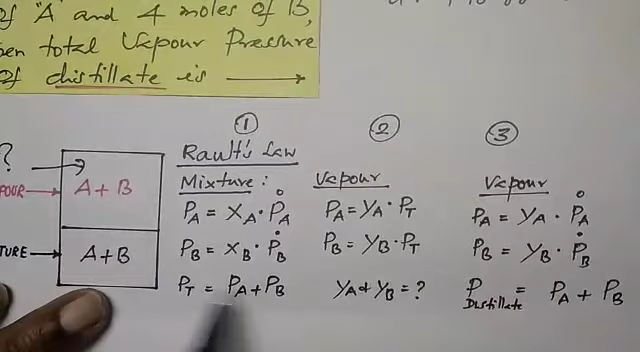 of "A" and 4 moles of B,
en total Vapour Pressure
of distillate is
① ② ③
Rault's Law
Mixture: Vapour Vapour
?
POUR A+B
PA = XA · P°A PA = YA · PT PA = YA · P°A
TURE A+B
PB = XB · P°B PB = YB · PT PB = YB · P°B
PT = PA + PB YA & YB = ? P Distillate = PA + PB